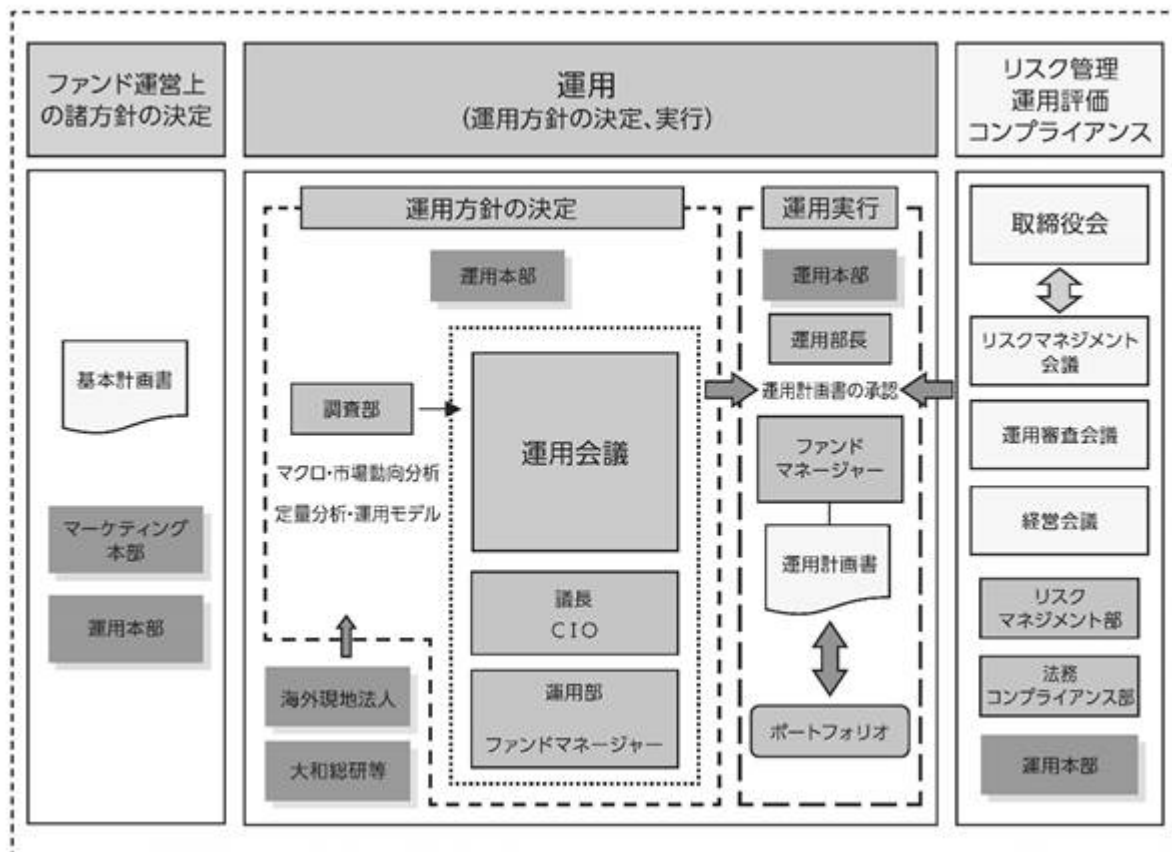 ファンド運営上
の諸方針の決定
運用
(運用方針の決定、実行)
リスク管理
運用評価
コンプライアンス
基本計画書
マーケティング
本部
運用本部
運用方針の決定
運用本部
調査部
マクロ・市場動向分析
定量分析・運用モデル
運用会議
議長
CIO
運用部
ファンドマネージャー
海外現地法人
大和総研等
運用実行
運用本部
運用部長
運用計画書の承認
ファンド
マネージャー
運用計画書
ポートフォリオ
取締役会
リスクマネジメント
会議
運用審査会議
経営会議
リスク
マネジメント部
法務
コンプライアンス部
運用本部